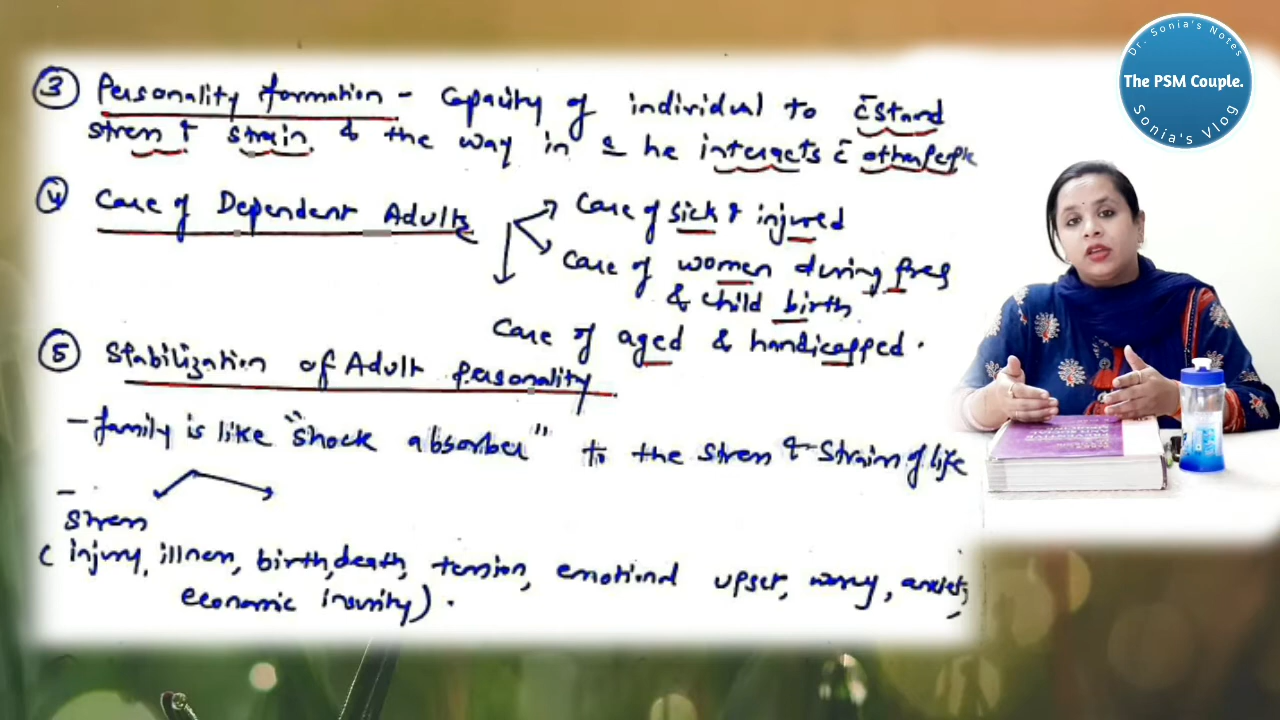 Dr. Sonia's Notes
The PSM Couple.
Sonia's Vlog
③ Personality formation - Capacity of individual to c̄stand
stress & strain & the way in s̲ he interacts c̄ other people
④ Care of Dependent Adults
Care of sick & injured
Care of women during preg
& child birth
Care of aged & handicapped.
⑤ Stabilization of Adult personality
- family is like "Shock absorber" to the stress & strain of life
- stress
( injury, illness, birth, death, tension, emotional upset, worry, anxiety,
economic insecurity).